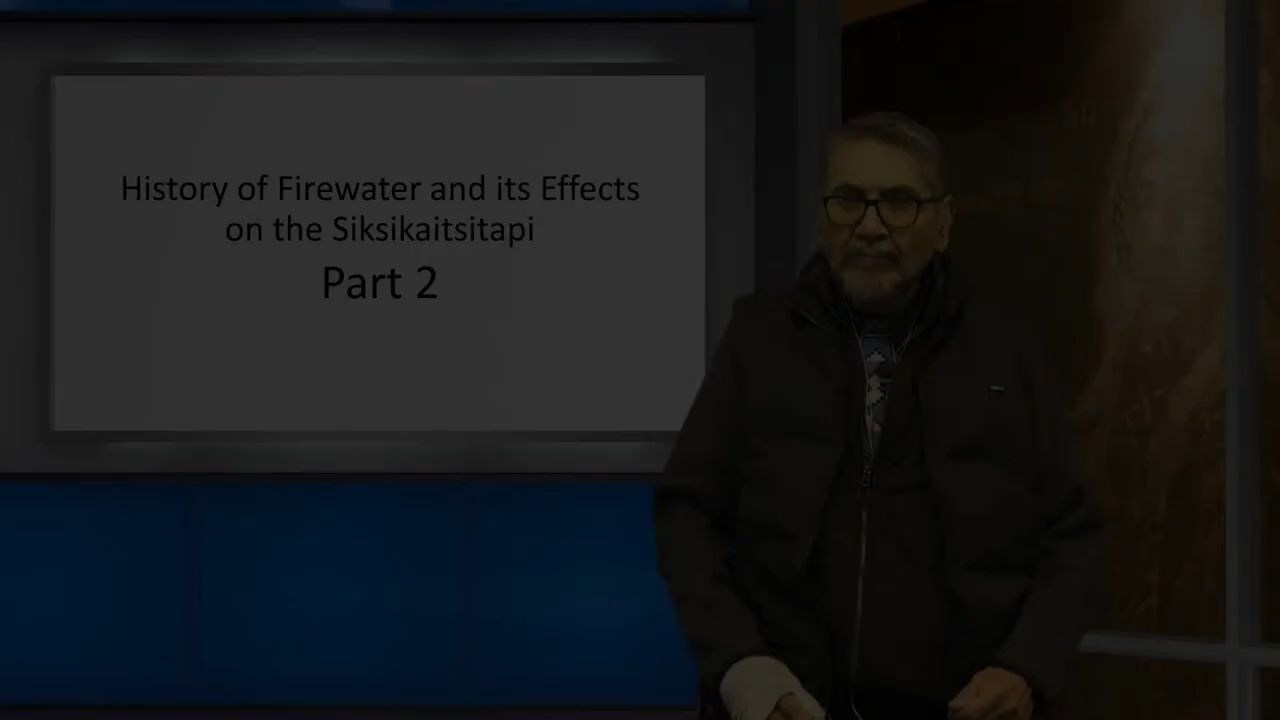 History of Firewater and its Effects
on the Siksikaitsitapi
Part 2